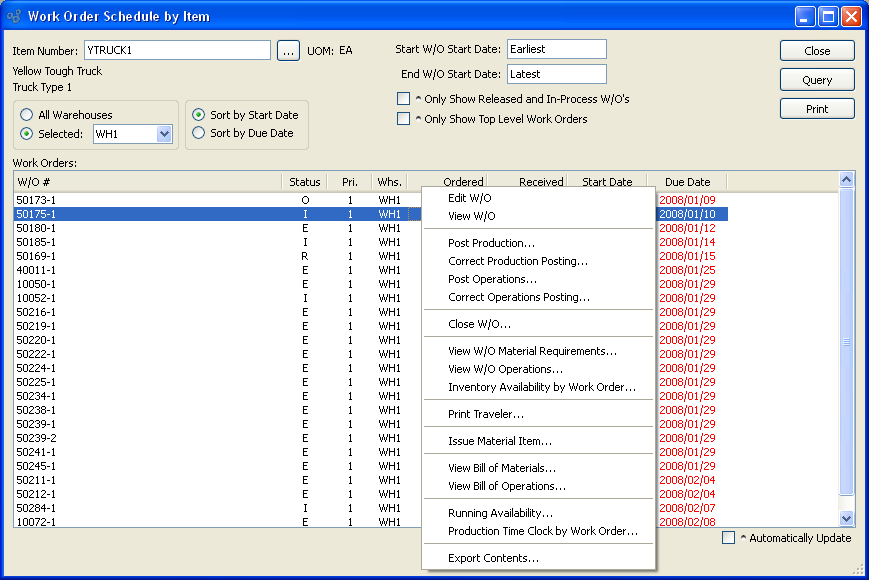 Work Order Schedule by Item
Item Number: YTRUCK1 ... UOM: EA
Yellow Tough Truck
Truck Type 1
All Warehouses
Selected: WH1
Sort by Start Date
Sort by Due Date
Start W/O Start Date: Earliest
End W/O Start Date: Latest
^ Only Show Released and In-Process W/O's
^ Only Show Top Level Work Orders
Close
Query
Print
Work Orders:
W/O # Status Pri. Whs. Ordered Received Start Date Due Date
50173-1 O 1 WH1 2008/01/09
50175-1 I 1 WH1 2008/01/10
50180-1 E 1 WH1 2008/01/12
50185-1 I 1 WH1 2008/01/14
50169-1 R 1 WH1 2008/01/15
40011-1 E 1 WH1 2008/01/25
10050-1 E 1 WH1 2008/01/29
10052-1 I 1 WH1 2008/01/29
50216-1 E 1 WH1 2008/01/29
50219-1 E 1 WH1 2008/01/29
50220-1 E 1 WH1 2008/01/29
50222-1 E 1 WH1 2008/01/29
50224-1 E 1 WH1 2008/01/29
50225-1 E 1 WH1 2008/01/29
50234-1 E 1 WH1 2008/01/29
50238-1 E 1 WH1 2008/01/29
50239-1 E 1 WH1 2008/01/29
50239-2 E 1 WH1 2008/01/29
50241-1 E 1 WH1 2008/01/29
50245-1 E 1 WH1 2008/01/29
50211-1 E 1 WH1 2008/02/04
50212-1 E 1 WH1 2008/02/04
50284-1 I 1 WH1 2008/02/07
10072-1 E 1 WH1 2008/02/08
Edit W/O
View W/O
Post Production...
Correct Production Posting...
Post Operations...
Correct Operations Posting...
Close W/O...
View W/O Material Requirements...
View W/O Operations...
Inventory Availability by Work Order...
Print Traveler...
Issue Material Item...
View Bill of Materials...
View Bill of Operations...
Running Availability...
Production Time Clock by Work Order...
Export Contents...
^ Automatically Update